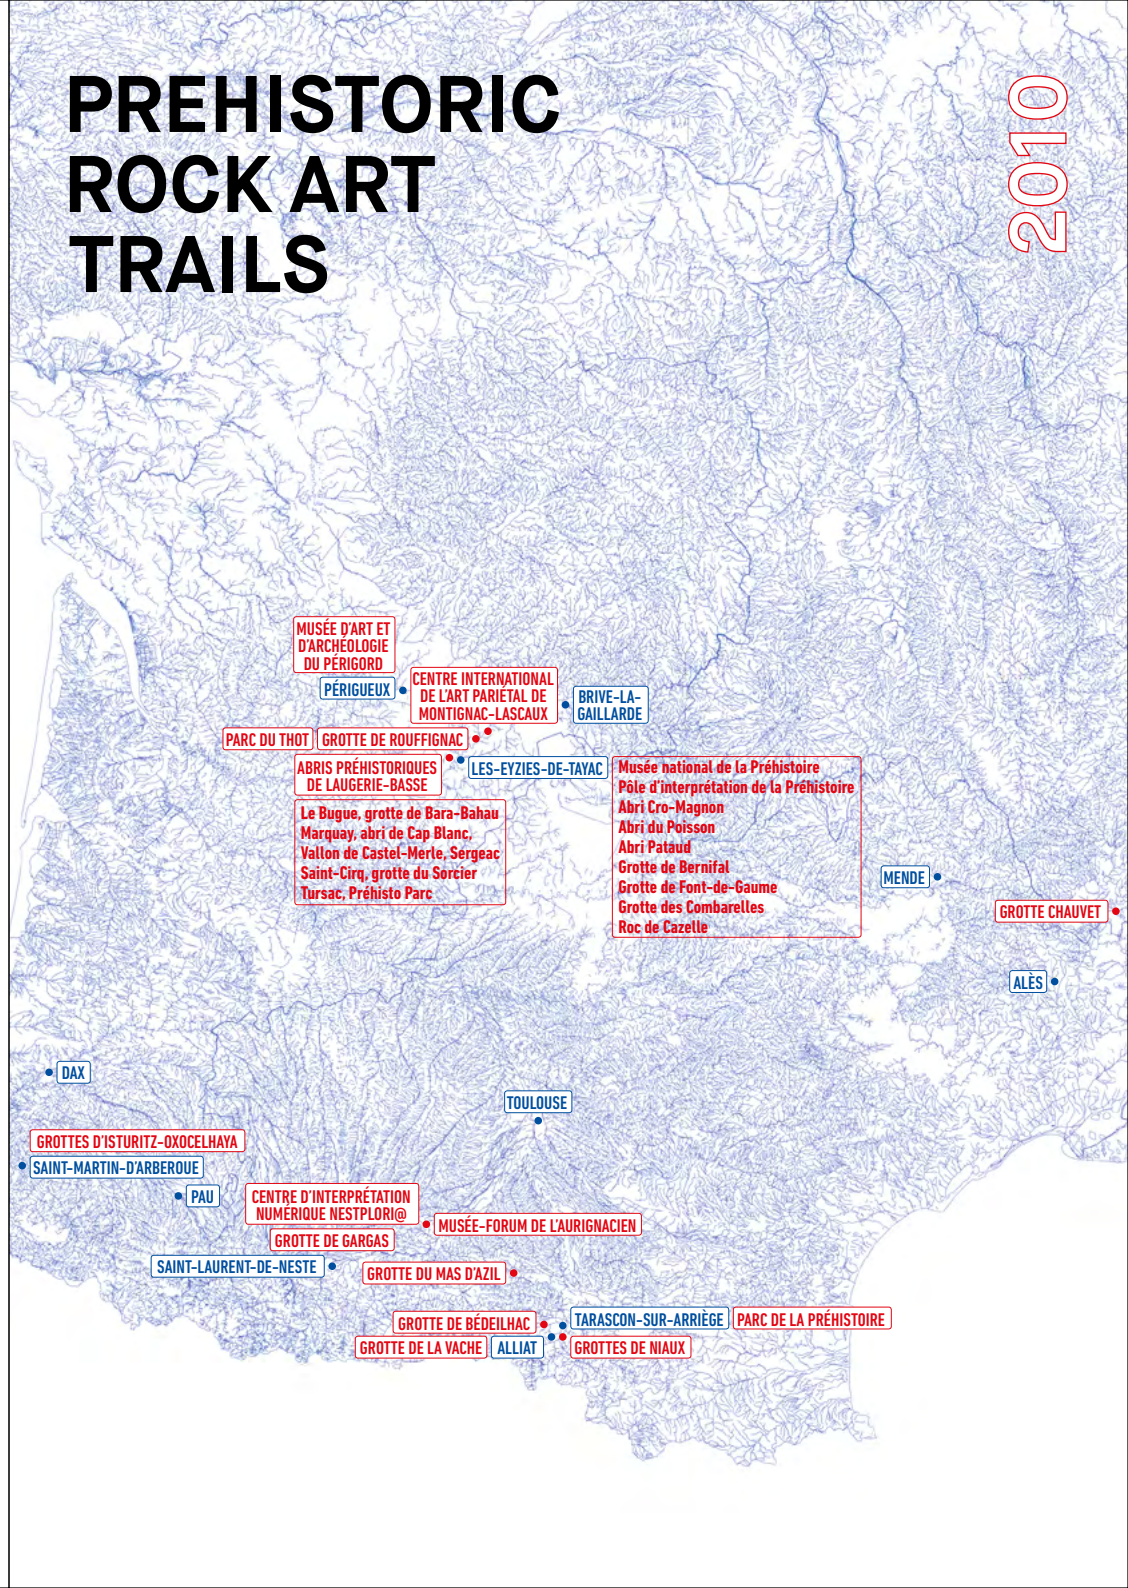 PREHISTORIC
ROCK ART
TRAILS
2010
MUSÉE D'ART ET
D'ARCHÉOLOGIE
DU PÉRIGORD
PÉRIGUEUX
CENTRE INTERNATIONAL
DE L'ART PARIÉTAL DE
MONTIGNAC-LASCAUX
BRIVE-LA-
GAILLARDE
PARC DU THOT
GROTTE DE ROUFFIGNAC
ABRIS PRÉHISTORIQUES
DE LAUGERIE-BASSE
LES-EYZIES-DE-TAYAC
Musée national de la Préhistoire
Pôle d'interprétation de la Préhistoire
Abri Cro-Magnon
Abri du Poisson
Abri Pataud
Grotte de Bernifal
Grotte de Font-de-Gaume
Grotte des Combarelles
Roc de Cazelle
Le Bugue, grotte de Bara-Bahau
Marquay, abri de Cap Blanc,
Vallon de Castel-Merle, Sergeac
Saint-Cirq, grotte du Sorcier
Tursac, Préhisto Parc
MENDE
GROTTE CHAUVET
ALÈS
DAX
TOULOUSE
GROTTES D'ISTURITZ-OXOCELHAYA
SAINT-MARTIN-D'ARBEROUE
PAU
CENTRE D'INTERPRÉTATION
NUMÉRIQUE NESTPLORI@
MUSÉE-FORUM DE L'AURIGNACIEN
GROTTE DE GARGAS
SAINT-LAURENT-DE-NESTE
GROTTE DU MAS D'AZIL
GROTTE DE BÉDEILHAC
TARASCON-SUR-ARRIÈGE
PARC DE LA PRÉHISTOIRE
GROTTE DE LA VACHE
ALLIAT
GROTTES DE NIAUX